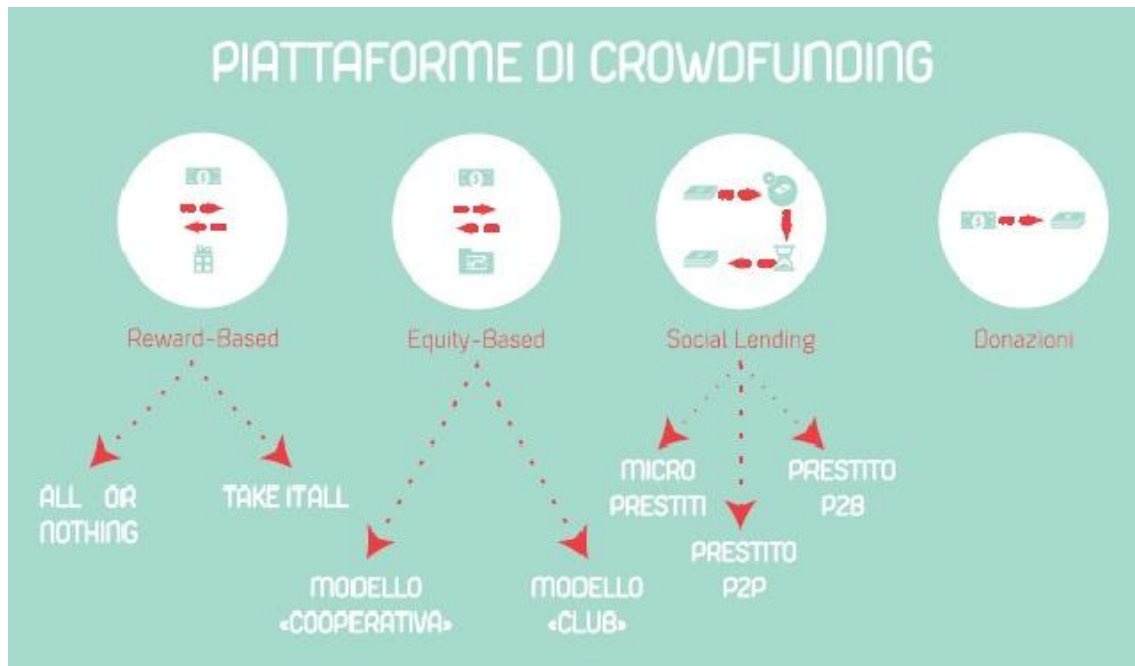 PIATTAFORME DI CROWDFUNDING
Reward-Based
Equity-Based
Social Lending
Donazioni
ALL OR
NOTHING
TAKE IT ALL
MODELLO
«COOPERATIVA»
MODELLO
«CLUB»
MICRO
PRESTITI
PRESTITO
P2P
PRESTITO
P2B